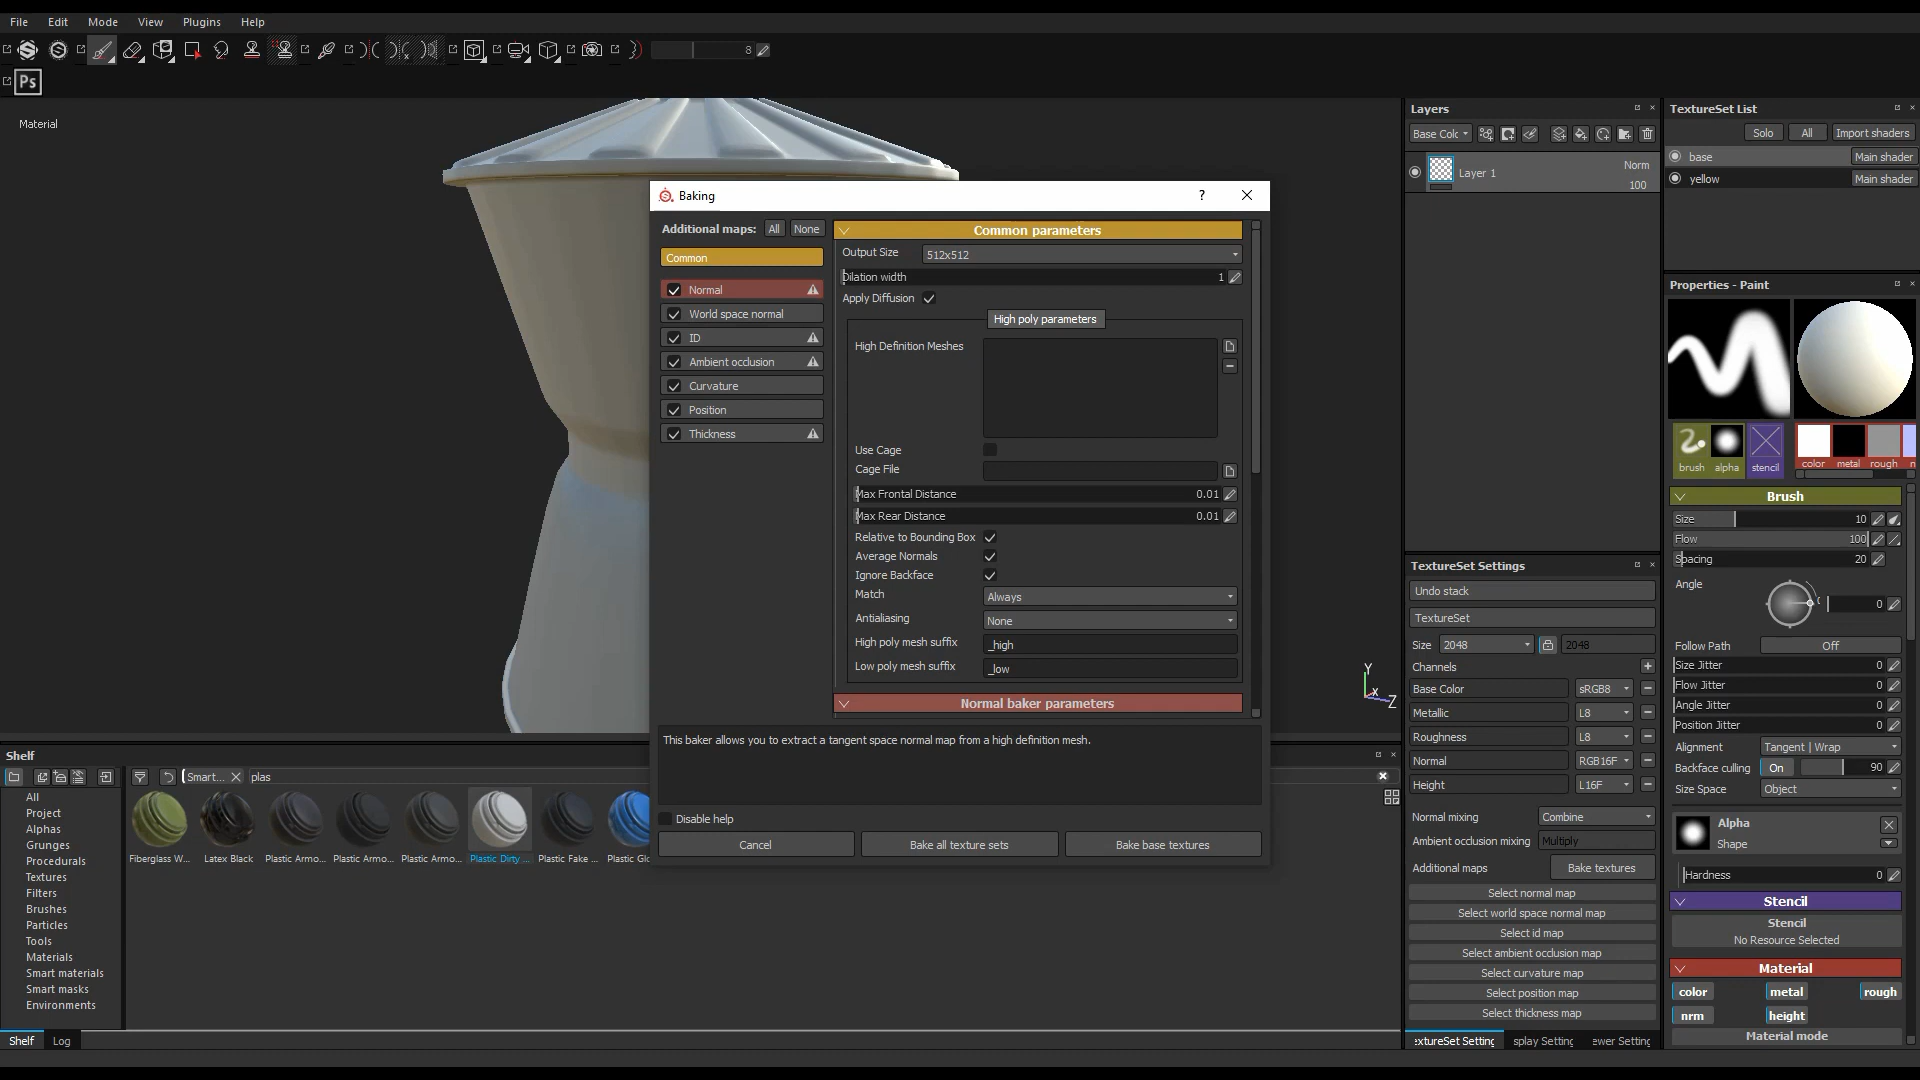 File Edit Mode View Plugins Help
8
Ps
Material
Baking ?
Additional maps: All None
Common
Normal
World space normal
ID
Ambient occlusion
Curvature
Position
Thickness
Common parameters
Output Size 512x512
Dilation width 1
Apply Diffusion
High poly parameters
High Definition Meshes
Use Cage
Cage File
Max Frontal Distance 0.01
Max Rear Distance 0.01
Relative to Bounding Box
Average Normals
Ignore Backface
Match Always
Antialiasing None
High poly mesh suffix _high
Low poly mesh suffix _low
Normal baker parameters
This baker allows you to extract a tangent space normal map from a high definition mesh.
Disable help
Cancel Bake all texture sets Bake base textures
Y
X
Z
Shelf
Smart... plas
All
Project
Alphas
Grunges
Procedurals
Textures
Filters
Brushes
Particles
Tools
Materials
Smart materials
Smart masks
Environments
Fiberglass W... Latex Black Plastic Armo... Plastic Armo... Plastic Armo... Plastic Dirty ... Plastic Fake ... Plastic Glo
Shelf Log
Layers
Base Colc
Layer 1 Norm
100
TextureSet Settings
Undo stack
TextureSet
Size 2048 2048
Channels
Base Color sRGB8
Metallic L8
Roughness L8
Normal RGB16F
Height L16F
Normal mixing Combine
Ambient occlusion mixing Multiply
Additional maps Bake textures
Select normal map
Select world space normal map
Select id map
Select ambient occlusion map
Select curvature map
Select position map
Select thickness map
extureSet Setting splay Setting ewer Setting
TextureSet List
Solo All Import shaders
base Main shader
yellow Main shader
Properties - Paint
brush alpha stencil color metal rough n
Brush
Size 10
Flow 100
Spacing 20
Angle 0
Follow Path Off
Size Jitter 0
Flow Jitter 0
Angle Jitter 0
Position Jitter 0
Alignment Tangent | Wrap
Backface culling On 90
Size Space Object
Alpha
Shape
Hardness 0
Stencil
Stencil
No Resource Selected
Material
color metal rough
nrm height
Material mode